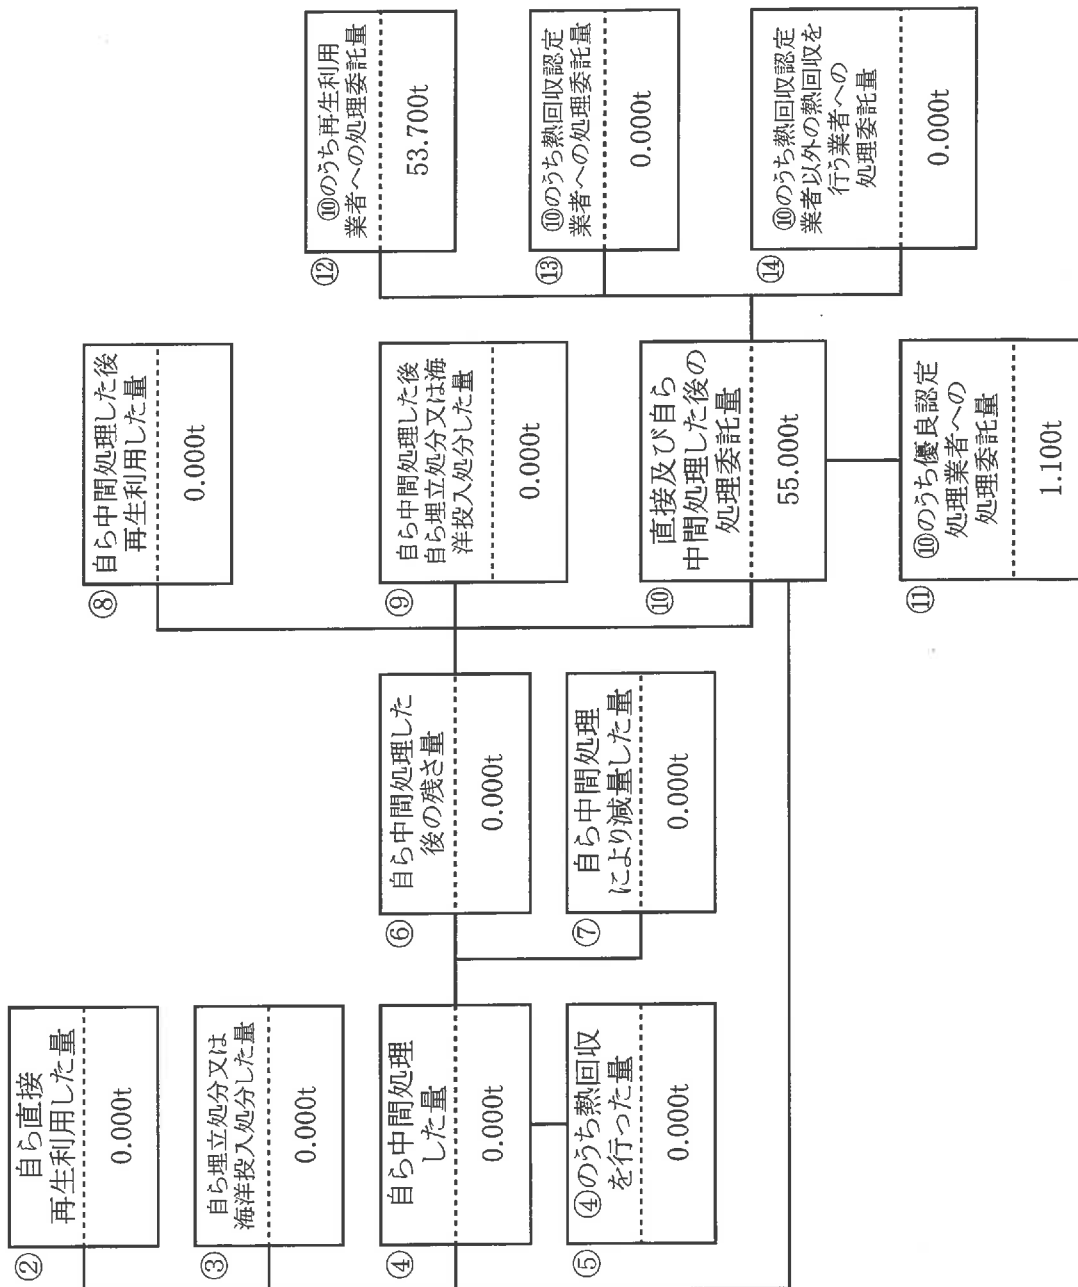 ②
自ら直接
再生利用した量
0.000t
③
自ら埋立処分又は
海洋投入処分した量
0.000t
④
自ら中間処理
した量
0.000t
⑤
④のうち熱回収
を行った量
0.000t
⑥
自ら中間処理した
後の残さ量
0.000t
⑦
自ら中間処理
により減量した量
0.000t
⑧
自ら中間処理した後
再生利用した量
0.000t
⑨
自ら中間処理した後
自ら埋立処分又は海
洋投入処分した量
0.000t
⑩
直接及び自ら
中間処理した後の
処理委託量
55.000t
⑪
⑩のうち優良認定
処理業者への
処理委託量
1.100t
⑫
⑩のうち再生利用
業者への処理委託量
53.700t
⑬
⑩のうち熱回収認定
業者への処理委託量
0.000t
⑭
⑩のうち熱回収認定
業者以外の熱回収を
行う業者への
処理委託量
0.000t